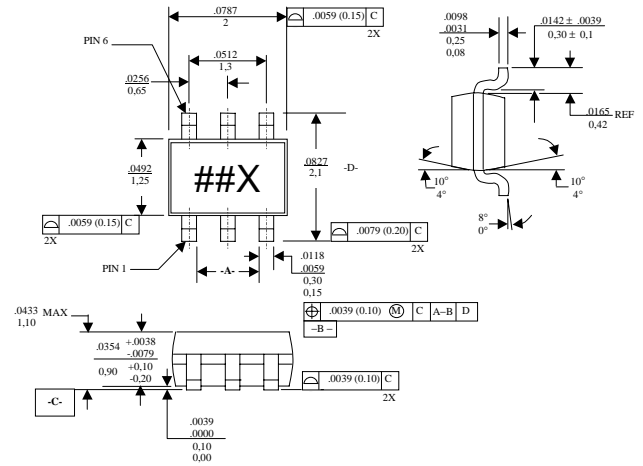 .0787
2
.0059 (0.15) C
2X
PIN 6
.0512
1,3
.0256
0,65
.0492
1,25
##X
.0827
2,1
-D-
.0059 (0.15) C
2X
.0079 (0.20) C
2X
PIN 1
-A-
.0118
.0059
0,30
0,15
.0039 (0.10) M C A–B D
–B –
.0433 MAX
1,10
.0354 +.0038
-.0079
0,90 +0,10
-0,20
.0039 (0.10) C
2X
-C-
.0039
.0000
0,10
0,00
.0098
.0031
0,25
0,08
.0142 ± .0039
0,30 ± 0,1
.0165 REF
0,42
10°
4°
10°
4°
8°
0°